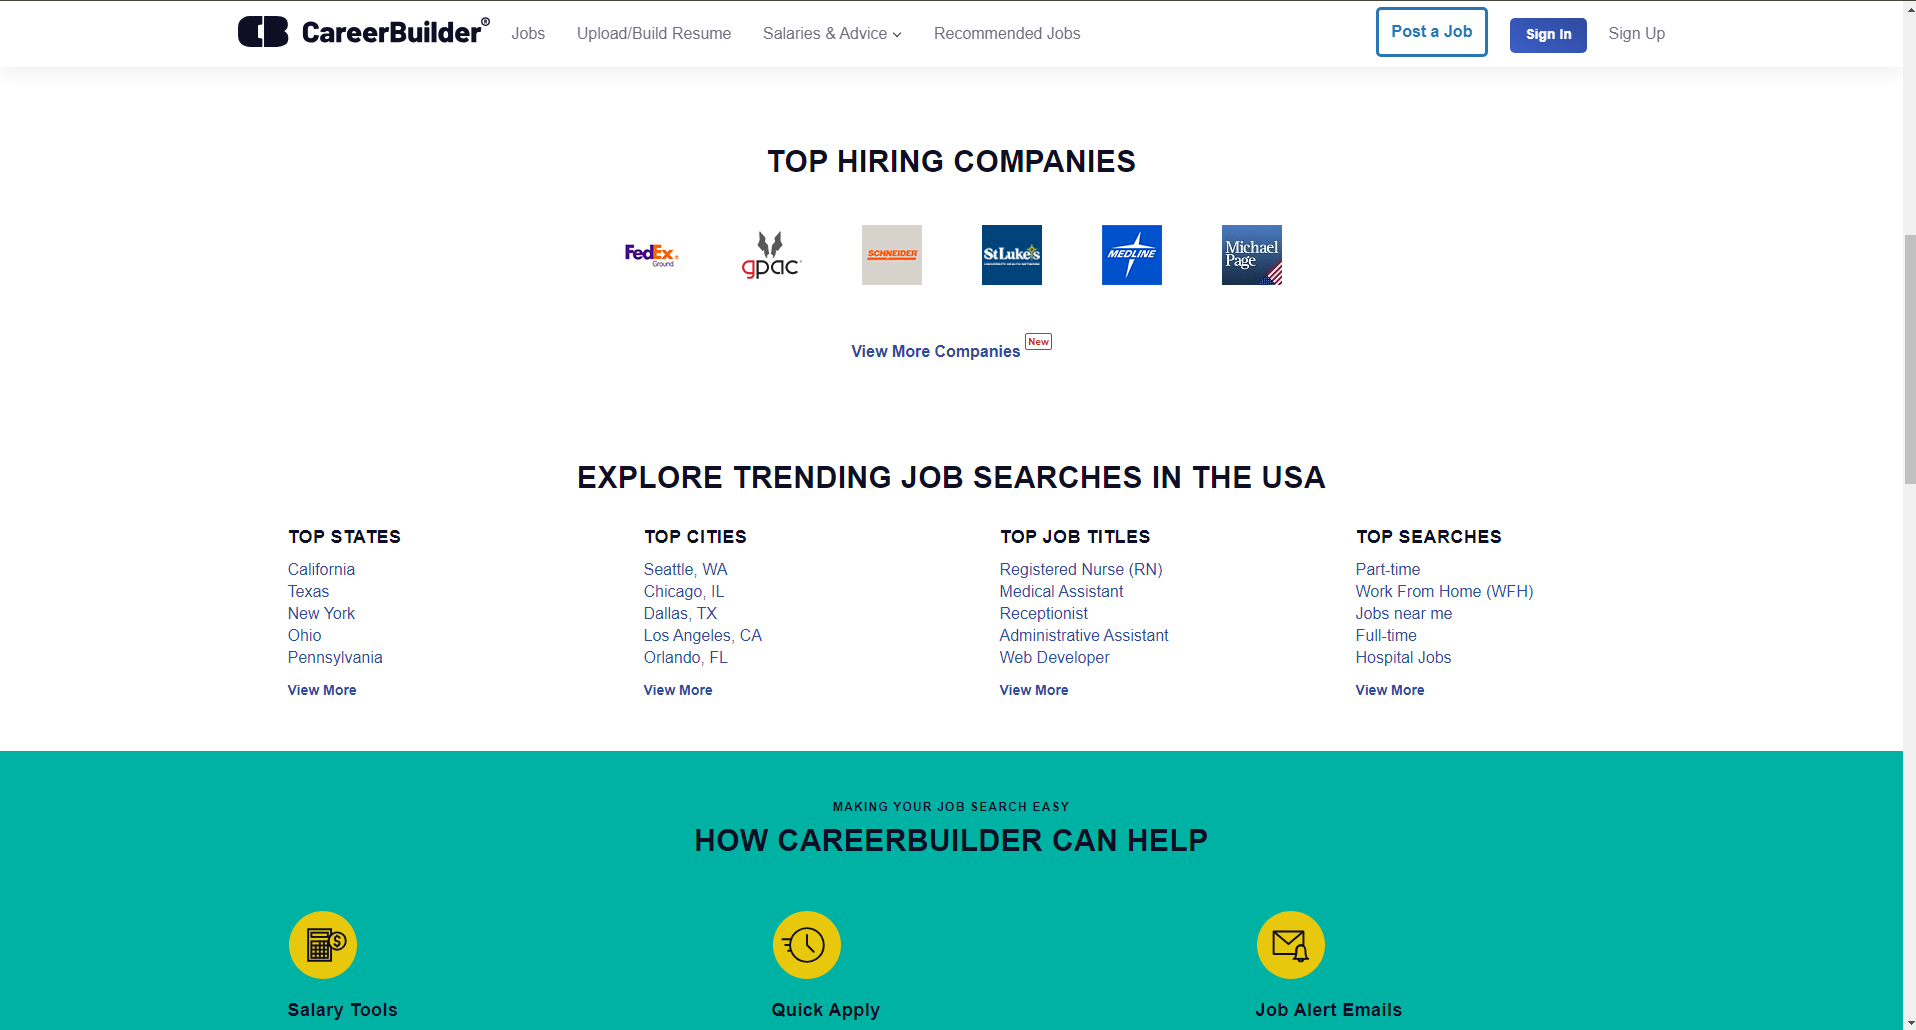 CareerBuilder®
Jobs
Upload/Build Resume
Salaries & Advice
Recommended Jobs
Post a Job
Sign In
Sign Up
TOP HIRING COMPANIES
FedEx
Ground
gpac
SCHNEIDER
StLuke's
MEDLINE
Michael
Page
View More Companies New
EXPLORE TRENDING JOB SEARCHES IN THE USA
TOP STATES
California
Texas
New York
Ohio
Pennsylvania
View More
TOP CITIES
Seattle, WA
Chicago, IL
Dallas, TX
Los Angeles, CA
Orlando, FL
View More
TOP JOB TITLES
Registered Nurse (RN)
Medical Assistant
Receptionist
Administrative Assistant
Web Developer
View More
TOP SEARCHES
Part-time
Work From Home (WFH)
Jobs near me
Full-time
Hospital Jobs
View More
MAKING YOUR JOB SEARCH EASY
HOW CAREERBUILDER CAN HELP
Salary Tools
Quick Apply
Job Alert Emails